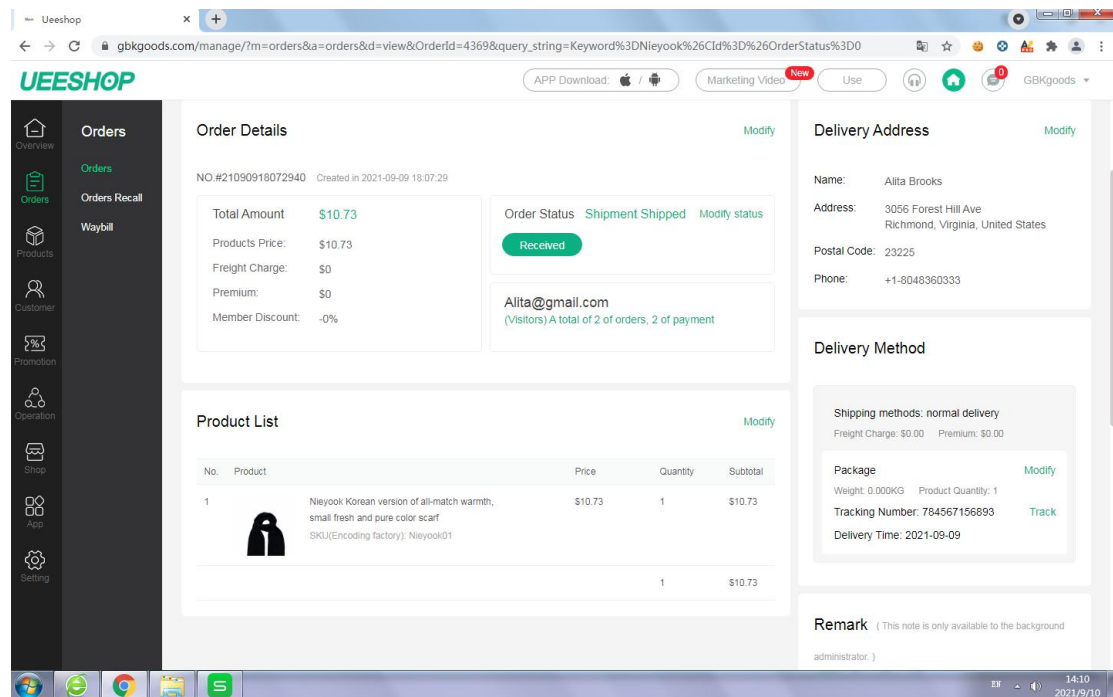 Ueeshop
gbkgoods.com/manage/?m=orders&a=orders&d=view&OrderId=4369&query_string=Keyword%3DNieyook%26CId%3D%26OrderStatus%3D0
UEESHOP
APP Download: /
Marketing Video
New
Use
0
GBKgoods
Overview
Orders
Products
Customer
Promotion
Operation
Shop
App
Setting
Orders
Orders
Orders Recall
Waybill
Order Details
Modify
NO.#21090918072940 Created in 2021-09-09 18:07:29
Total Amount $10.73
Products Price: $10.73
Freight Charge: $0
Premium: $0
Member Discount: -0%
Order Status Shipment Shipped Modify status
Received
Alita@gmail.com
(Visitors) A total of 2 of orders, 2 of payment
Product List
Modify
No. Product Price Quantity Subtotal
1 Nieyook Korean version of all-match warmth, $10.73 1 $10.73
small fresh and pure color scarf
SKU(Encoding factory): Nieyook01
1 $10.73
Delivery Address
Modify
Name: Alita Brooks
Address: 3056 Forest Hill Ave
Richmond, Virginia, United States
Postal Code: 23225
Phone: +1-8048360333
Delivery Method
Shipping methods: normal delivery
Freight Charge: $0.00 Premium: $0.00
Package Modify
Weight: 0.000KG Product Quantity: 1
Tracking Number: 784567156893 Track
Delivery Time: 2021-09-09
Remark ( This note is only available to the background
administrator. )
EN
14:10
2021/9/10